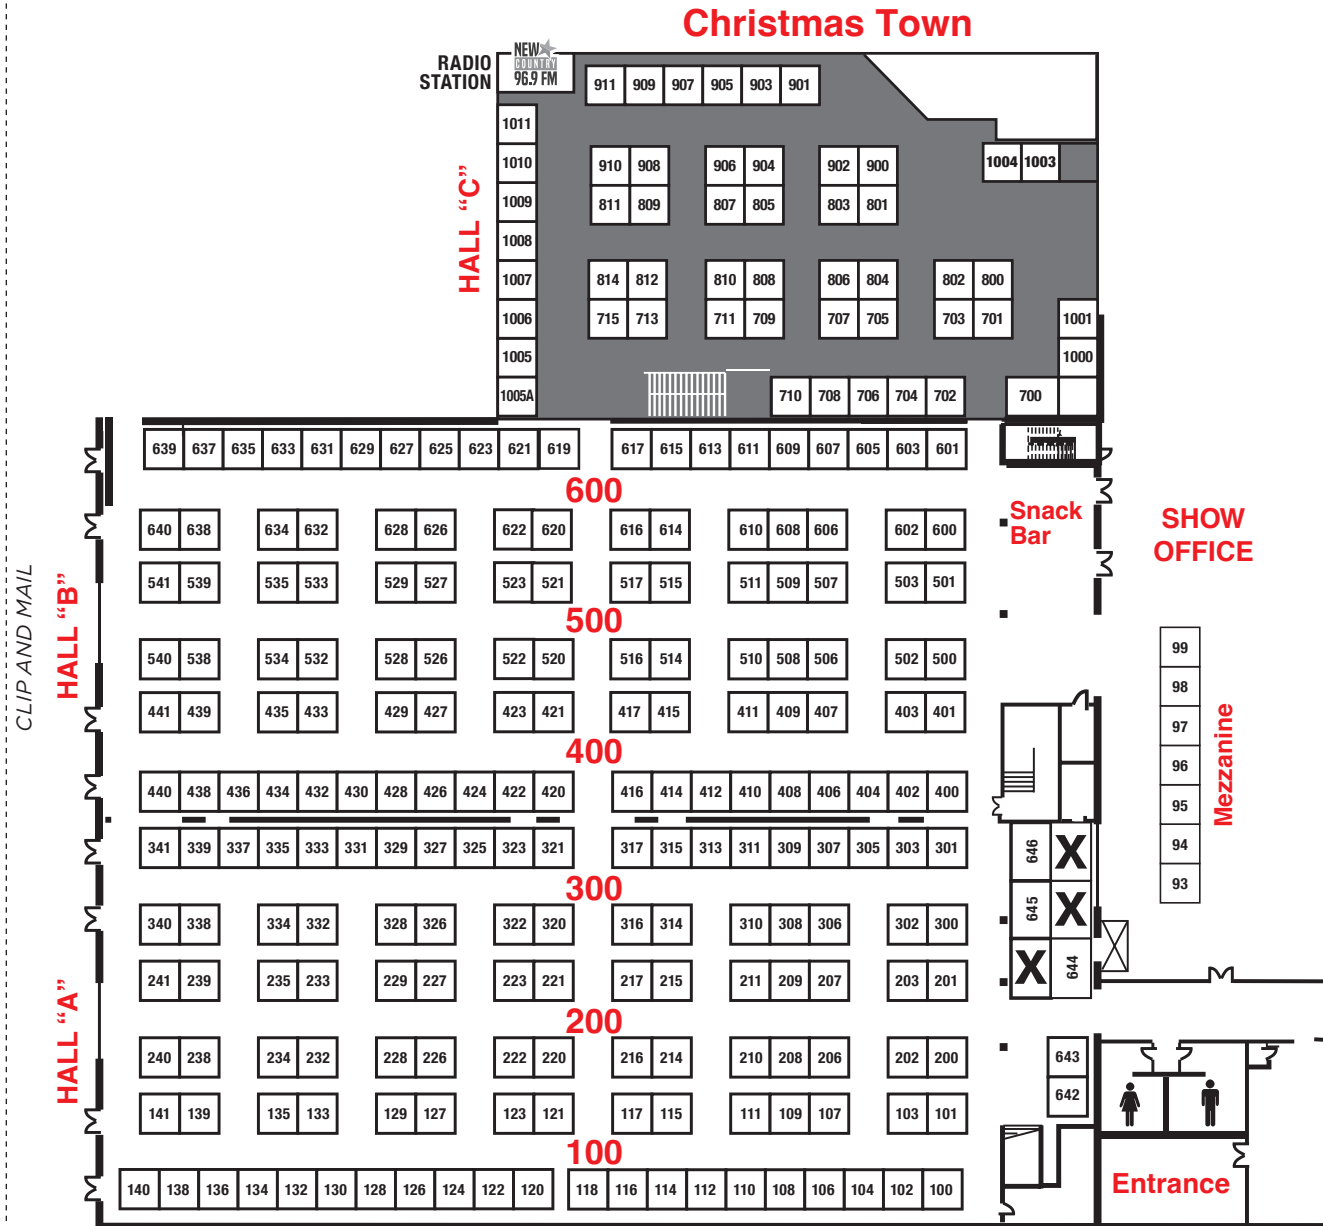 Christmas Town
RADIO
STATION
NEW
COUNTRY
96.9 FM
911 909 907 905 903 901
1011
1010
1009
1008
1007
1006
1005
1005A
HALL “C”
910 908 906 904 902 900
811 809 807 805 803 801
1004 1003
814 812 810 808 806 804 802 800
715 713 711 709 707 705 703 701
1001
1000
710 708 706 704 702 700
639 637 635 633 631 629 627 625 623 621 619 617 615 613 611 609 607 605 603 601
600
640 638 634 632 628 626 622 620 616 614 610 608 606 602 600
Snack
Bar
SHOW
OFFICE
541 539 535 533 529 527 523 521 517 515 511 509 507 503 501
500
HALL “B”
CLIP AND MAIL
540 538 534 532 528 526 522 520 516 514 510 508 506 502 500
441 439 435 433 429 427 423 421 417 415 411 409 407 403 401
400
440 438 436 434 432 430 428 426 424 422 420 416 414 412 410 408 406 404 402 400
99
98
97
96
95
94
93
Mezzanine
341 339 337 335 333 331 329 327 325 323 321 317 315 313 311 309 307 305 303 301
300
646 X
645 X
X 644
340 338 334 332 328 326 322 320 316 314 310 308 306 302 300
241 239 235 233 229 227 223 221 217 215 211 209 207 203 201
200
HALL “A”
240 238 234 232 228 226 222 220 216 214 210 208 206 202 200
643
642
141 139 135 133 129 127 123 121 117 115 111 109 107 103 101
100
140 138 136 134 132 130 128 126 124 122 120 118 116 114 112 110 108 106 104 102 100
Entrance